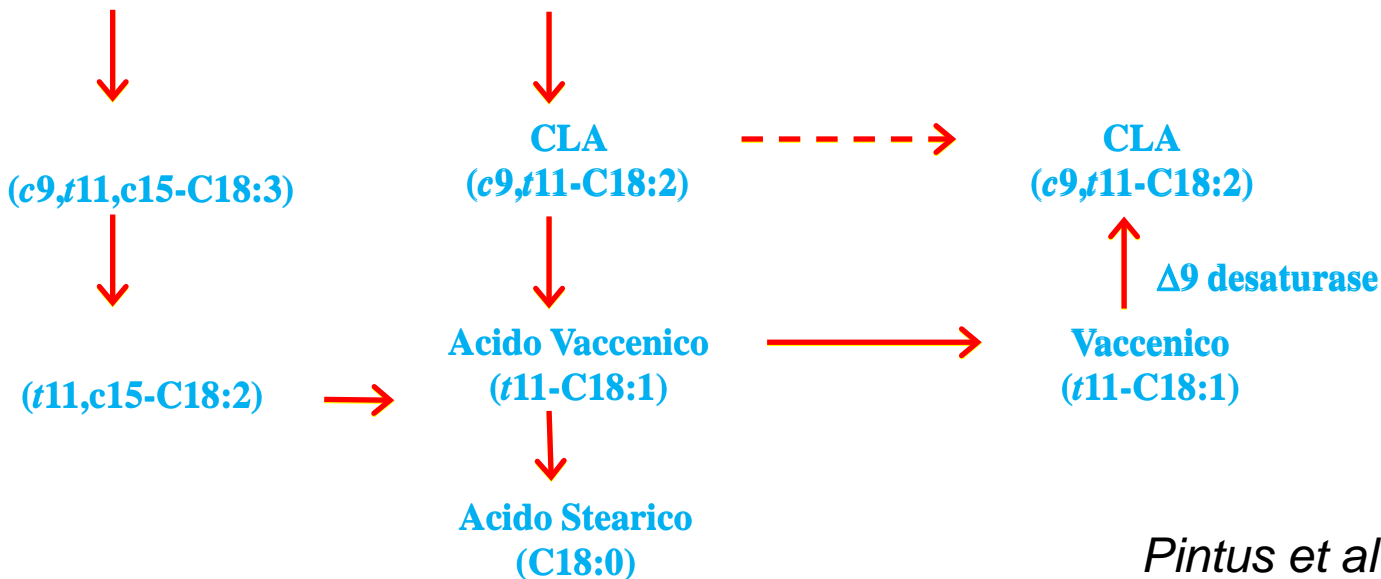 CLA
(c9,t11-C18:2)
CLA
(c9,t11-C18:2)
(c9,t11,c15-C18:3)
Δ9 desaturase
Acido Vaccenico
(t11-C18:1)
Vaccenico
(t11-C18:1)
(t11,c15-C18:2)
Acido Stearico
(C18:0)
Pintus et al